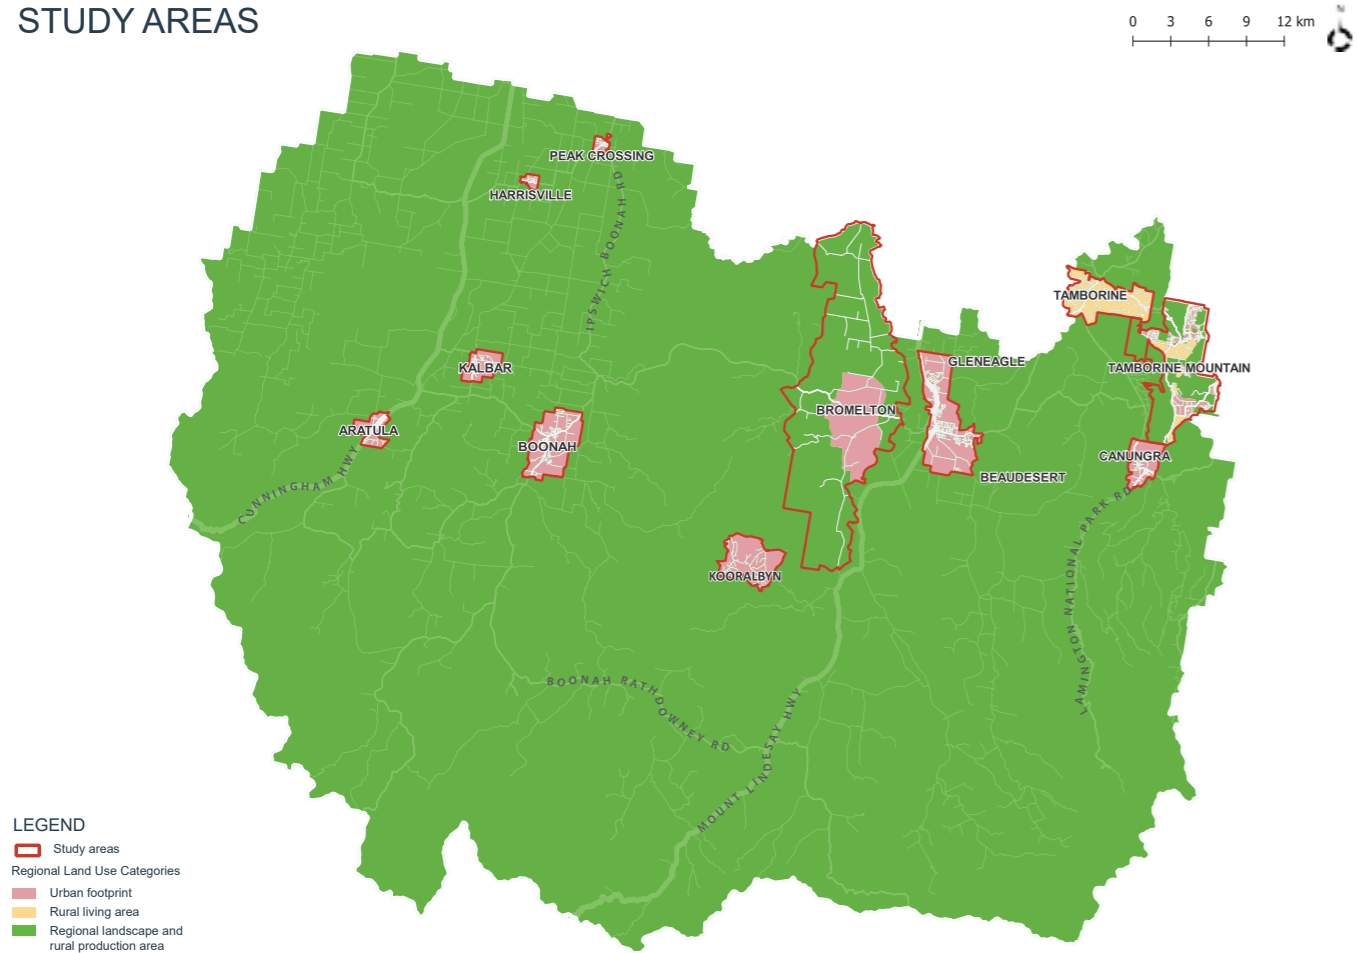 STUDY AREAS
0 3 6 9 12 km
N
PEAK CROSSING
HARRISVILLE
IPSWICH BOONAH RD
TAMBORINE
KALBAR
GLENEAGLE
TAMBORINE MOUNTAIN
ARATULA
BROMELTON
BOONAH
CANUNGRA
BEAUDESERT
CUNNINGHAM HWY
KOORALBYN
LAMINGTON NATIONAL PARK RD
BOONAH RATHDOWNEY RD
MOUNT LINDESAY HWY
LEGEND
Study areas
Regional Land Use Categories
Urban footprint
Rural living area
Regional landscape and
rural production area